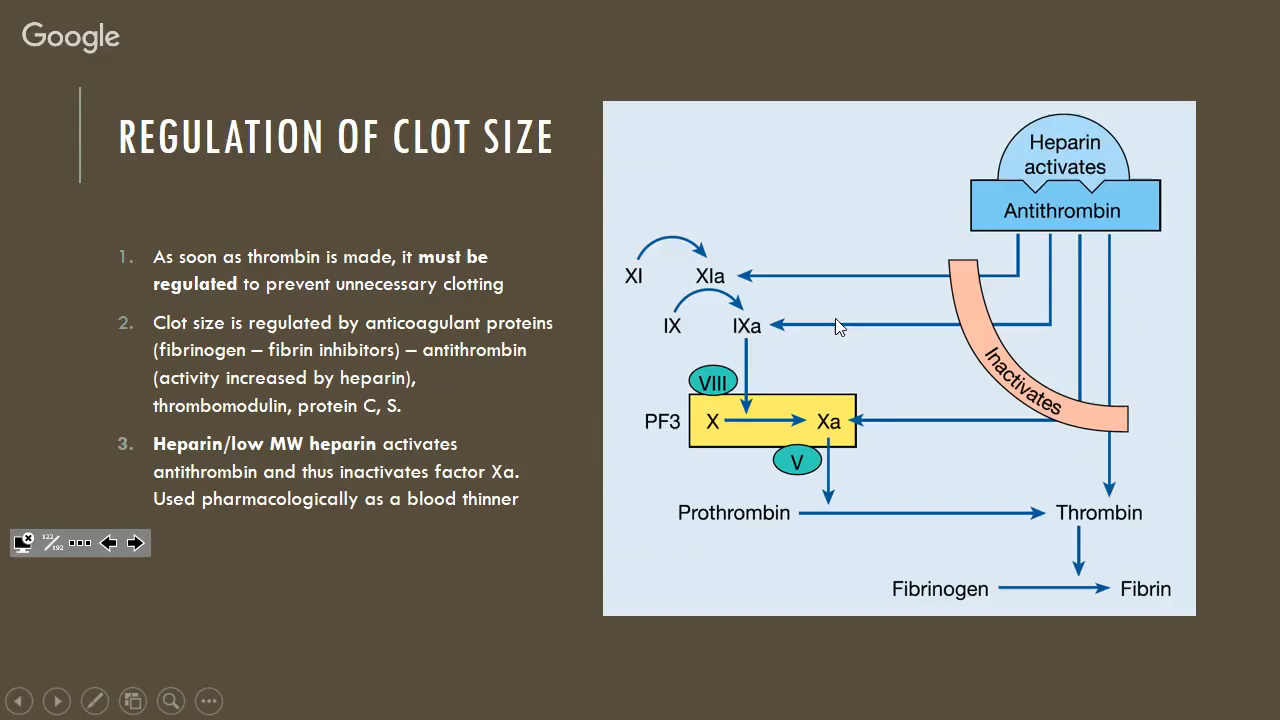 Google
REGULATION OF CLOT SIZE
1. As soon as thrombin is made, it must be
regulated to prevent unnecessary clotting
2. Clot size is regulated by anticoagulant proteins
(fibrinogen – fibrin inhibitors) – antithrombin
(activity increased by heparin),
thrombomodulin, protein C, S.
3. Heparin/low MW heparin activates
antithrombin and thus inactivates factor Xa.
Used pharmacologically as a blood thinner
122/192
Heparin
activates
Antithrombin
XI XIa
IX IXa
Inactivates
VIII
PF3 X Xa
V
Prothrombin Thrombin
Fibrinogen Fibrin